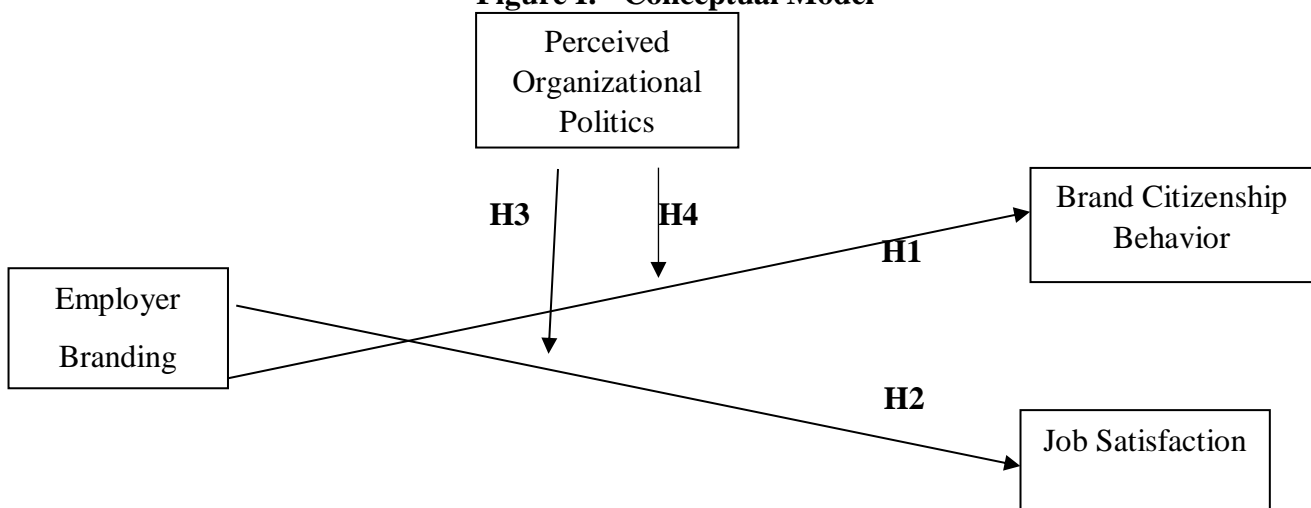 Figure 1. Conceptual Model
Perceived
Organizational
Politics
H3
H4
Brand Citizenship
Behavior
H1
Employer
Branding
H2
Job Satisfaction